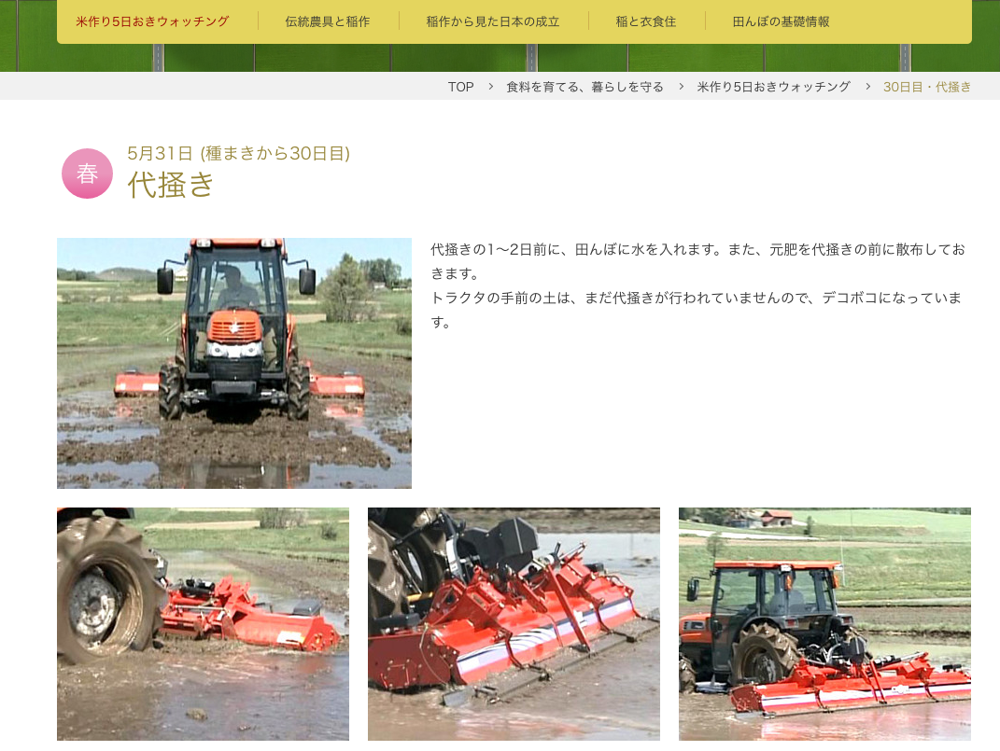 米作り5日おきウォッチング 伝統農具と稲作 稲作から見た日本の成立 稲と衣食住 田んぼの基礎情報
TOP > 食料を育てる、暮らしを守る > 米作り5日おきウォッチング > 30日目・代掻き
5月31日 (種まきから30日目)
春
代掻き
代掻きの1〜2日前に、田んぼに水を入れます。また、元肥を代掻きの前に散布してお
きます。
トラクタの手前の土は、まだ代掻きが行われていませんので、デコボコになっていま
す。